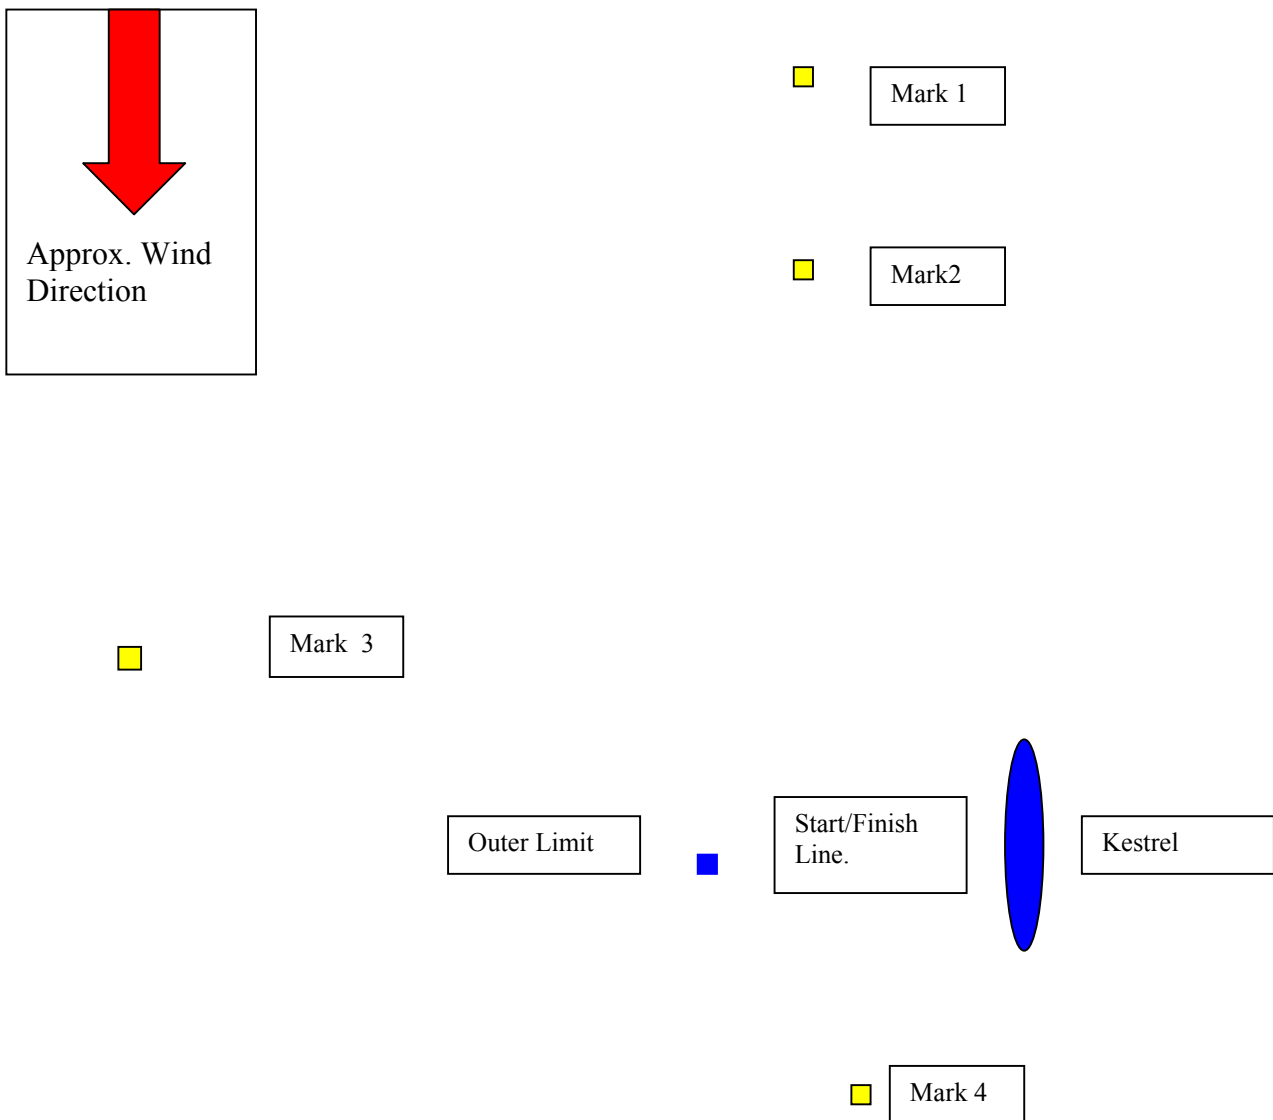 Mark 1
Approx. Wind
Direction
Mark2
Mark  3
Outer Limit
Start/Finish
Line.
Kestrel
Mark 4